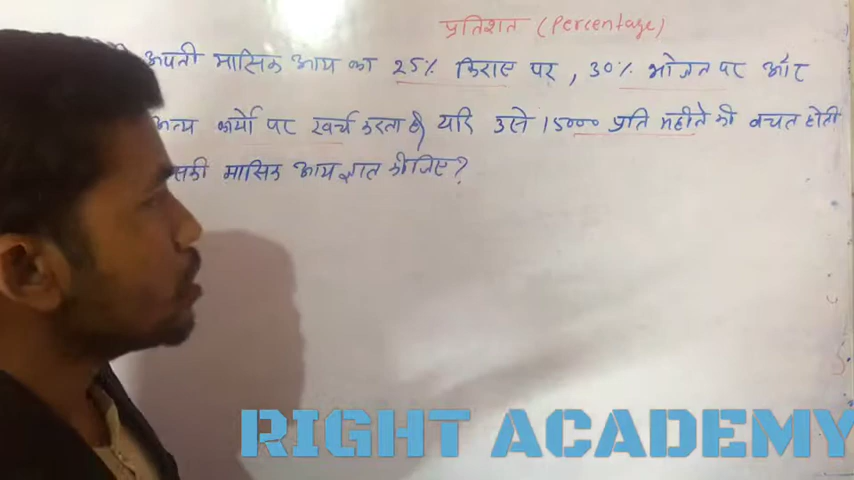 प्रतिशत (Percentage)
अपनी मासिक आय का 25% किराए पर, 30% भोजन पर और
अन्य कार्यो पर खर्च करता है यदि उसे 15000 प्रति महीने की बचत होती
मासिक आय ज्ञात कीजिए?
RIGHT ACADEMY